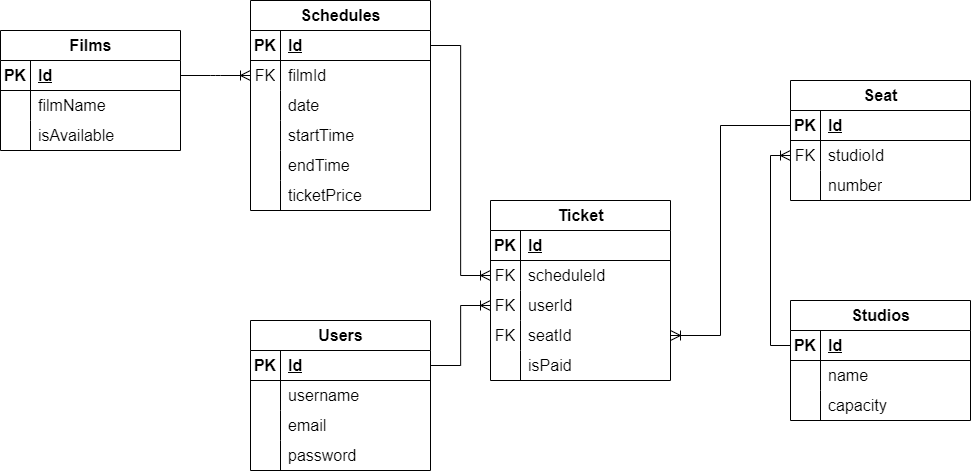 Films
PK Id
filmName
isAvailable
Schedules
PK Id
FK filmId
date
startTime
endTime
ticketPrice
Users
PK Id
username
email
password
Ticket
PK Id
FK scheduleId
FK userId
FK seatId
isPaid
Seat
PK Id
FK studioId
number
Studios
PK Id
name
capacity